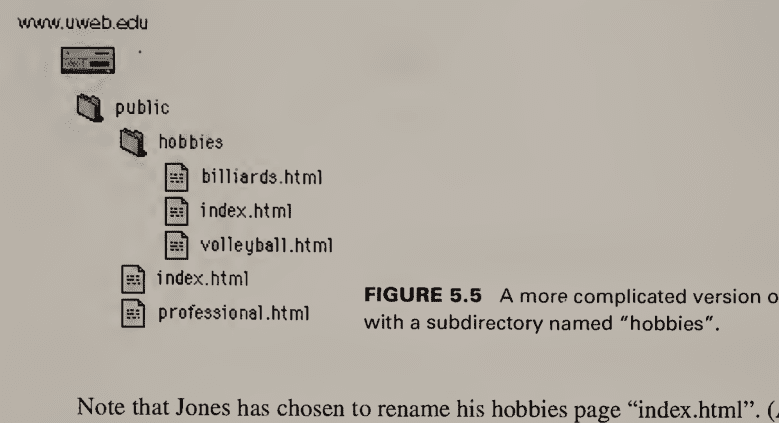 www.uweb.edu
public
hobbies
billiards.html
index.html
volleyball.html
index.html
professional.html
FIGURE 5.5 A more complicated version o
with a subdirectory named "hobbies".
Note that Jones has chosen to rename his hobbies page “index.html”. (